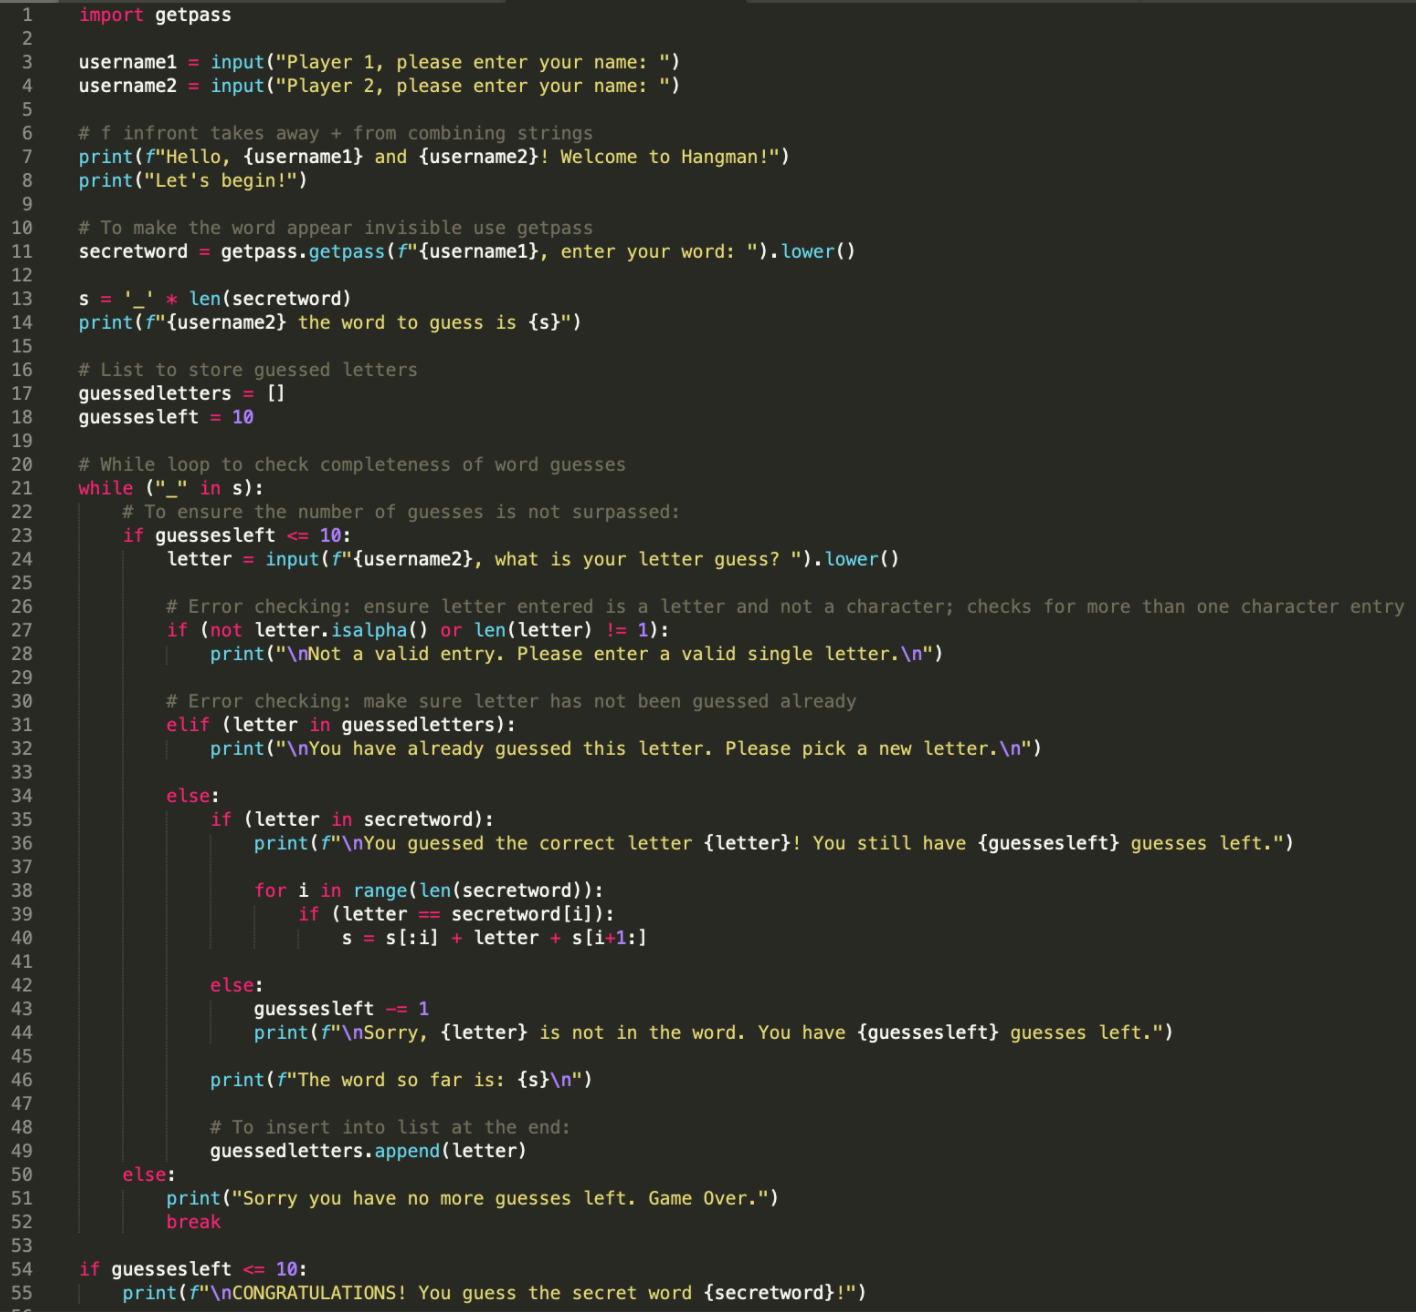 1 import getpass
2
3 username1 = input("Player 1, please enter your name: ")
4 username2 = input("Player 2, please enter your name: ")
5
6 # f infront takes away + from combining strings
7 print(f"Hello, {username1} and {username2}! Welcome to Hangman!")
8 print("Let's begin!")
9
10 # To make the word appear invisible use getpass
11 secretword = getpass.getpass(f"{username1}, enter your word: ").lower()
12
13 s = '_' * len(secretword)
14 print(f"{username2} the word to guess is {s}")
15
16 # List to store guessed letters
17 guessedletters = []
18 guessesleft = 10
19
20 # While loop to check completeness of word guesses
21 while ("_" in s):
22     # To ensure the number of guesses is not surpassed:
23     if guessesleft <= 10:
24         letter = input(f"{username2}, what is your letter guess? ").lower()
25
26         # Error checking: ensure letter entered is a letter and not a character; checks for more than one character entry
27         if (not letter.isalpha() or len(letter) != 1):
28             print("\nNot a valid entry. Please enter a valid single letter.\n")
29
30         # Error checking: make sure letter has not been guessed already
31         elif (letter in guessedletters):
32             print("\nYou have already guessed this letter. Please pick a new letter.\n")
33
34         else:
35             if (letter in secretword):
36                 print(f"\nYou guessed the correct letter {letter}! You still have {guessesleft} guesses left.")
37
38                 for i in range(len(secretword)):
39                     if (letter == secretword[i]):
40                         s = s[:i] + letter + s[i+1:]
41
42             else:
43                 guessesleft -= 1
44                 print(f"\nSorry, {letter} is not in the word. You have {guessesleft} guesses left.")
45
46             print(f"The word so far is: {s}\n")
47
48             # To insert into list at the end:
49             guessedletters.append(letter)
50     else:
51         print("Sorry you have no more guesses left. Game Over.")
52         break
53
54 if guessesleft <= 10:
55     print(f"\nCONGRATULATIONS! You guess the secret word {secretword}!")